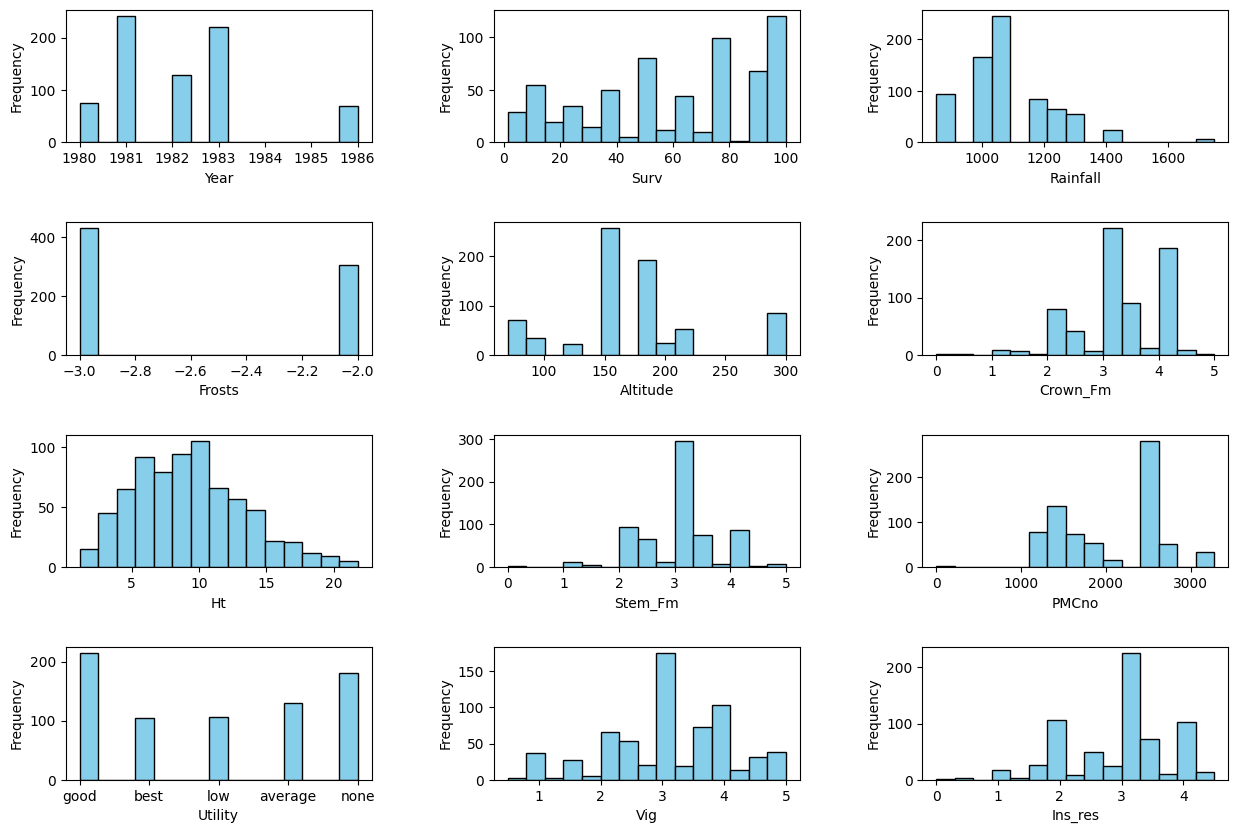 Frequency
200
100
0
1980 1981 1982 1983 1984 1985 1986
Year
Frequency
100
50
0
0 20 40 60 80 100
Surv
Frequency
200
100
0
1000 1200 1400 1600
Rainfall
Frequency
400
200
0
−3.0 −2.8 −2.6 −2.4 −2.2 −2.0
Frosts
Frequency
200
100
0
100 150 200 250 300
Altitude
Frequency
200
100
0
0 1 2 3 4 5
Crown_Fm
Frequency
100
50
0
5 10 15 20
Ht
Frequency
300
200
100
0
0 1 2 3 4 5
Stem_Fm
Frequency
200
100
0
0 1000 2000 3000
PMCno
Frequency
200
100
0
good best low average none
Utility
Frequency
150
100
50
0
1 2 3 4 5
Vig
Frequency
200
100
0
0 1 2 3 4
Ins_res